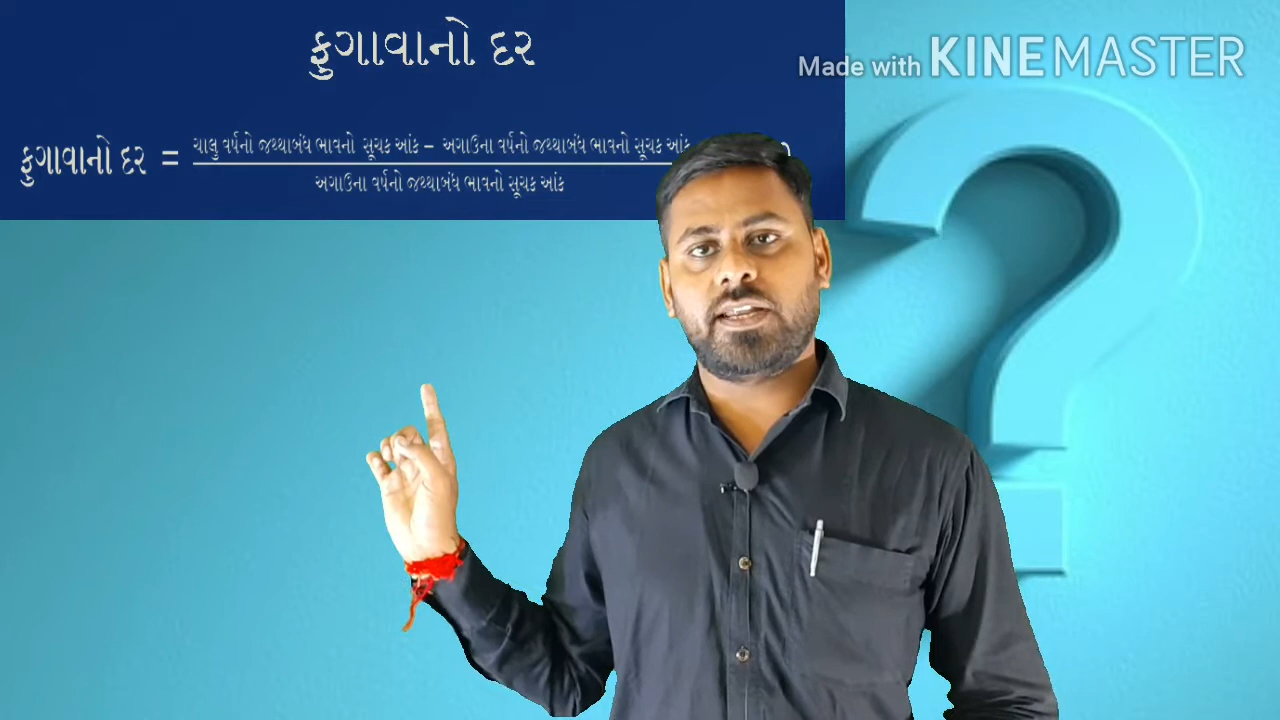 ફુગાવાનો દર
Made with KINEMASTER
ફુગાવાનો દર = ચાલુ વર્ષનો જથ્થાબંધ ભાવનો સૂચક આંક – અગાઉના વર્ષનો જથ્થાબંધ ભાવનો સૂચક આંક
અગાઉના વર્ષનો જથ્થાબંધ ભાવનો સૂચક આંક